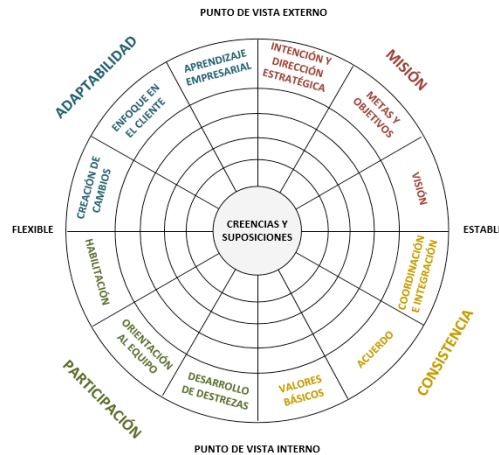 PUNTO DE VISTA EXTERNO
ADAPTABILIDAD
MISIÓN
APRENDIZAJE
EMPRESARIAL
INTENCIÓN Y
DIRECCIÓN
ESTRATÉGICA
ENFOQUE EN
EL CLIENTE
METAS Y
OBJETIVOS
CREACIÓN DE
CAMBIOS
VISIÓN
FLEXIBLE
CREENCIAS Y
SUPOSICIONES
ESTABL
HABILITACIÓN
COORDINACIÓN
E INTEGRACIÓN
ORIENTACIÓN
AL EQUIPO
ACUERDO
DESARROLLO
DE DESTREZAS
VALORES
BÁSICOS
PARTICIPACIÓN
CONSISTENCIA
PUNTO DE VISTA INTERNO